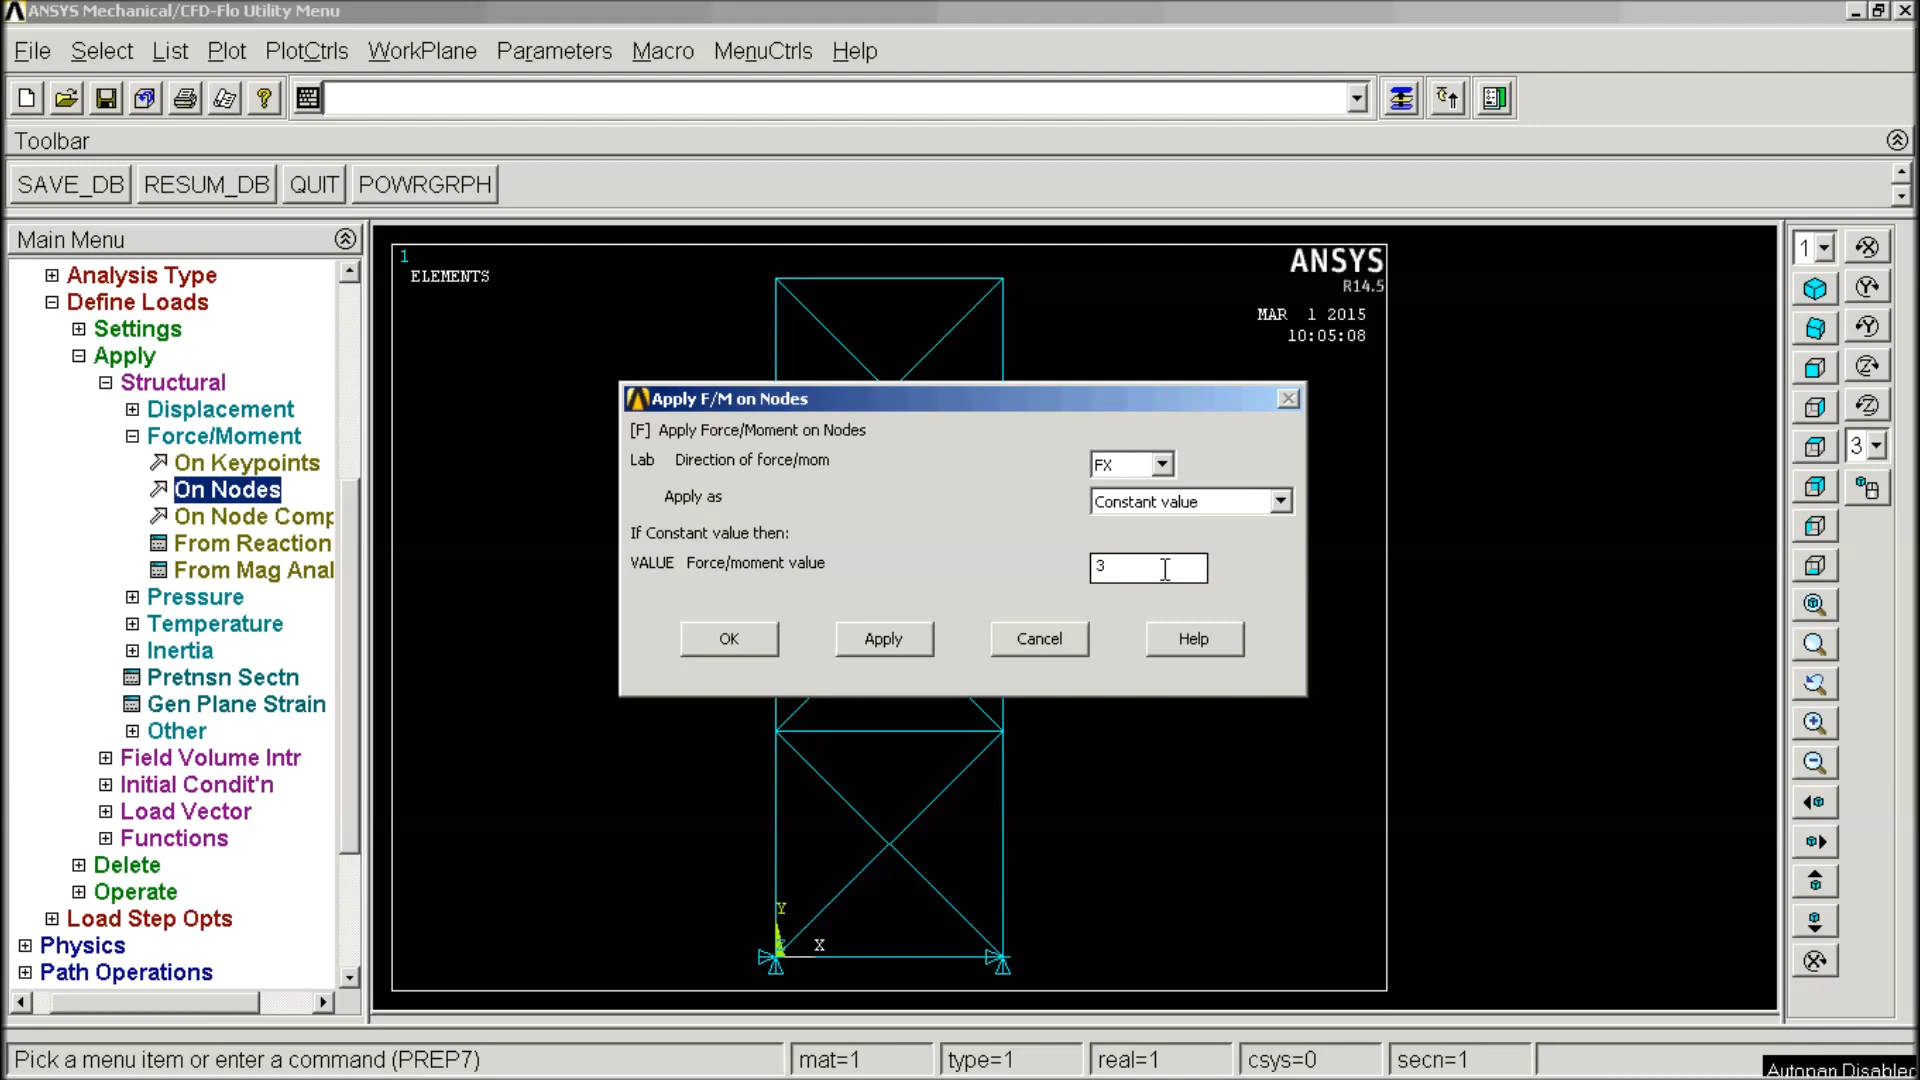 ANSYS Mechanical/CFD-Flo Utility Menu
File Select List Plot PlotCtrls WorkPlane Parameters Macro MenuCtrls Help
Toolbar
SAVE_DB RESUM_DB QUIT POWRGRPH
Main Menu
Analysis Type
Define Loads
Settings
Apply
Structural
Displacement
Force/Moment
On Keypoints
On Nodes
On Node Comp
From Reaction
From Mag Anal
Pressure
Temperature
Inertia
Pretnsn Sectn
Gen Plane Strain
Other
Field Volume Intr
Initial Condit'n
Load Vector
Functions
Delete
Operate
Load Step Opts
Physics
Path Operations
1
ELEMENTS
ANSYS
R14.5
MAR 1 2015
10:05:08
Apply F/M on Nodes
[F] Apply Force/Moment on Nodes
Lab Direction of force/mom FX
Apply as Constant value
If Constant value then:
VALUE Force/moment value 3
OK Apply Cancel Help
Y
X
1
3
Pick a menu item or enter a command (PREP7) mat=1 type=1 real=1 csys=0 secn=1
Autopan Disabled